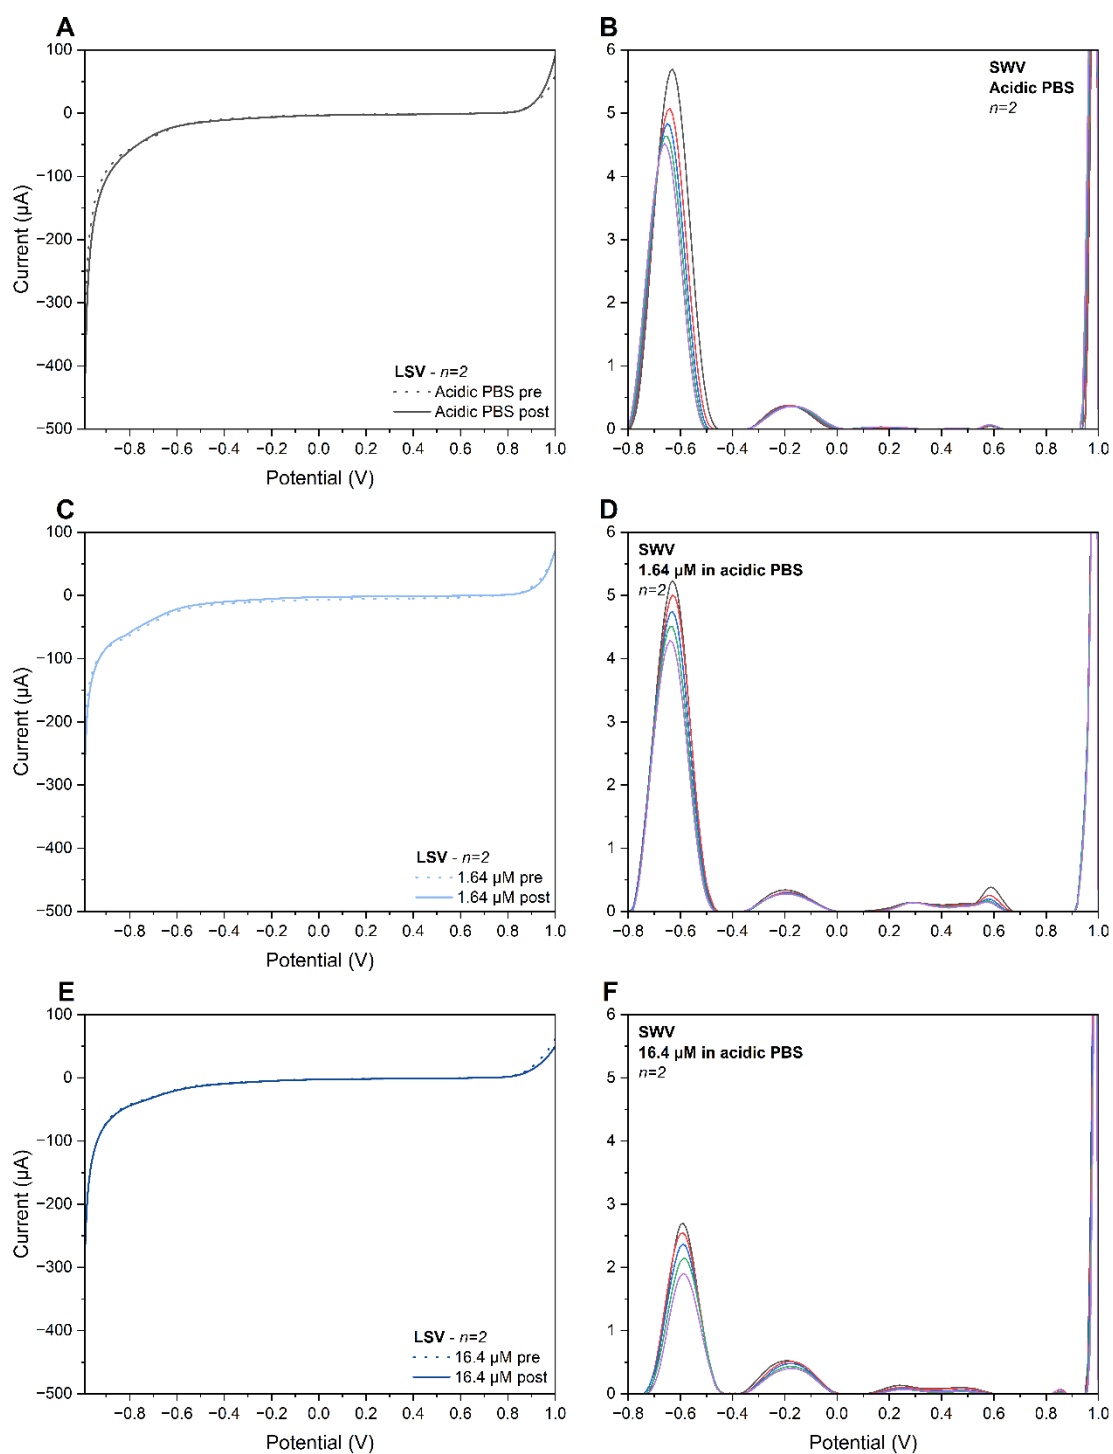 A
100
0
−100
−200
−300
−400
−500
Current (µA)
LSV - n=2
Acidic PBS pre
Acidic PBS post
−0.8 −0.6 −0.4 −0.2 0.0 0.2 0.4 0.6 0.8 1.0
Potential (V)
B
6
5
4
3
2
1
0
SWV
Acidic PBS
n=2
−0.8 −0.6 −0.4 −0.2 0.0 0.2 0.4 0.6 0.8 1.0
C
100
0
−100
−200
−300
−400
−500
Current (µA)
LSV - n=2
1.64 µM pre
1.64 µM post
−0.8 −0.6 −0.4 −0.2 0.0 0.2 0.4 0.6 0.8 1.0
Potential (V)
D
6
5
4
3
2
1
0
SWV
1.64 µM in acidic PBS
n=2
−0.8 −0.6 −0.4 −0.2 0.0 0.2 0.4 0.6 0.8 1.0
E
100
0
−100
−200
−300
−400
−500
Current (µA)
LSV - n=2
16.4 µM pre
16.4 µM post
−0.8 −0.6 −0.4 −0.2 0.0 0.2 0.4 0.6 0.8 1.0
Potential (V)
F
6
5
4
3
2
1
0
SWV
16.4 µM in acidic PBS
n=2
−0.8 −0.6 −0.4 −0.2 0.0 0.2 0.4 0.6 0.8 1.0
Potential (V)